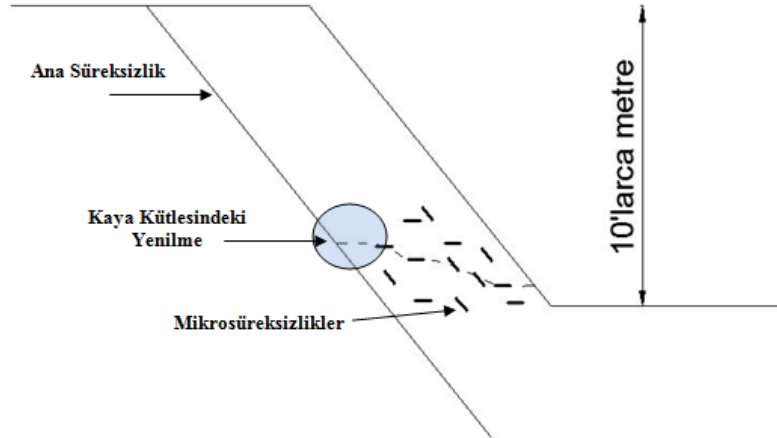 Ana Süreksizlik
Kaya Kütlesindeki
Yenilme
Mikrosüreksizlikler
10'larca metre